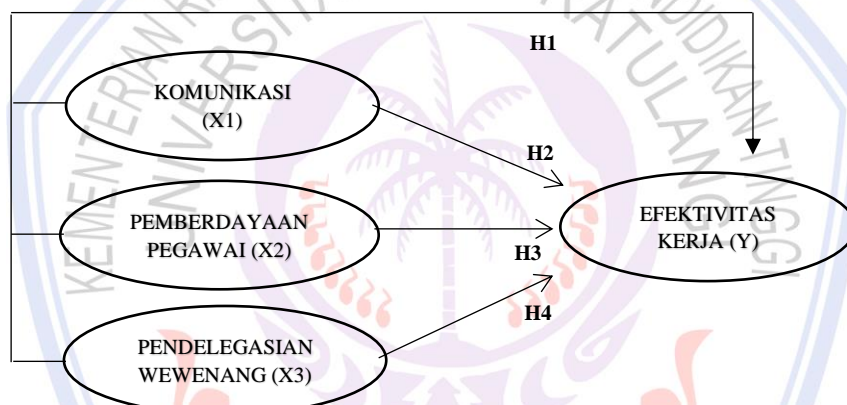 H1
KOMUNIKASI
(X1)
H2
PEMBERDAYAAN
PEGAWAI (X2)
EFEKTIVITAS
KERJA (Y)
H3
H4
PENDELEGASIAN
WEWENANG (X3)